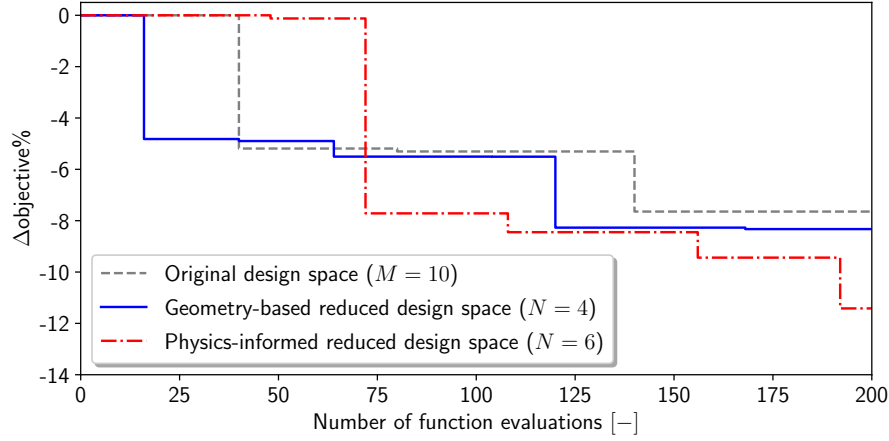 0
-2
-4
-6
-8
-10
-12
-14
Δobjective%
Original design space (M = 10)
Geometry-based reduced design space (N = 4)
Physics-informed reduced design space (N = 6)
0 25 50 75 100 125 150 175 200
Number of function evaluations [−]